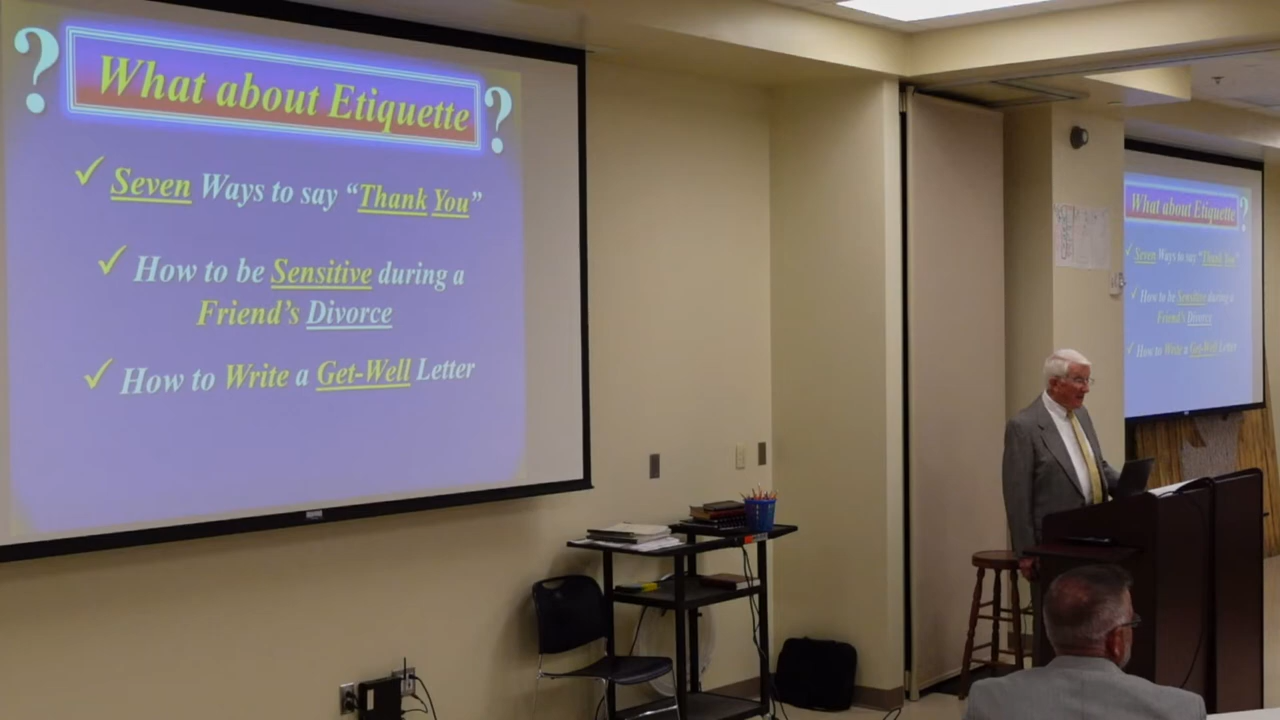 ? What about Etiquette ?
✓ Seven Ways to say “Thank You”
✓ How to be Sensitive during a
Friend’s Divorce
✓ How to Write a Get-Well Letter
What about Etiquette ?
✓ Seven Ways to say “Thank You”
✓ How to be Sensitive during a
Friend’s Divorce
✓ How to Write a Get-Well Letter